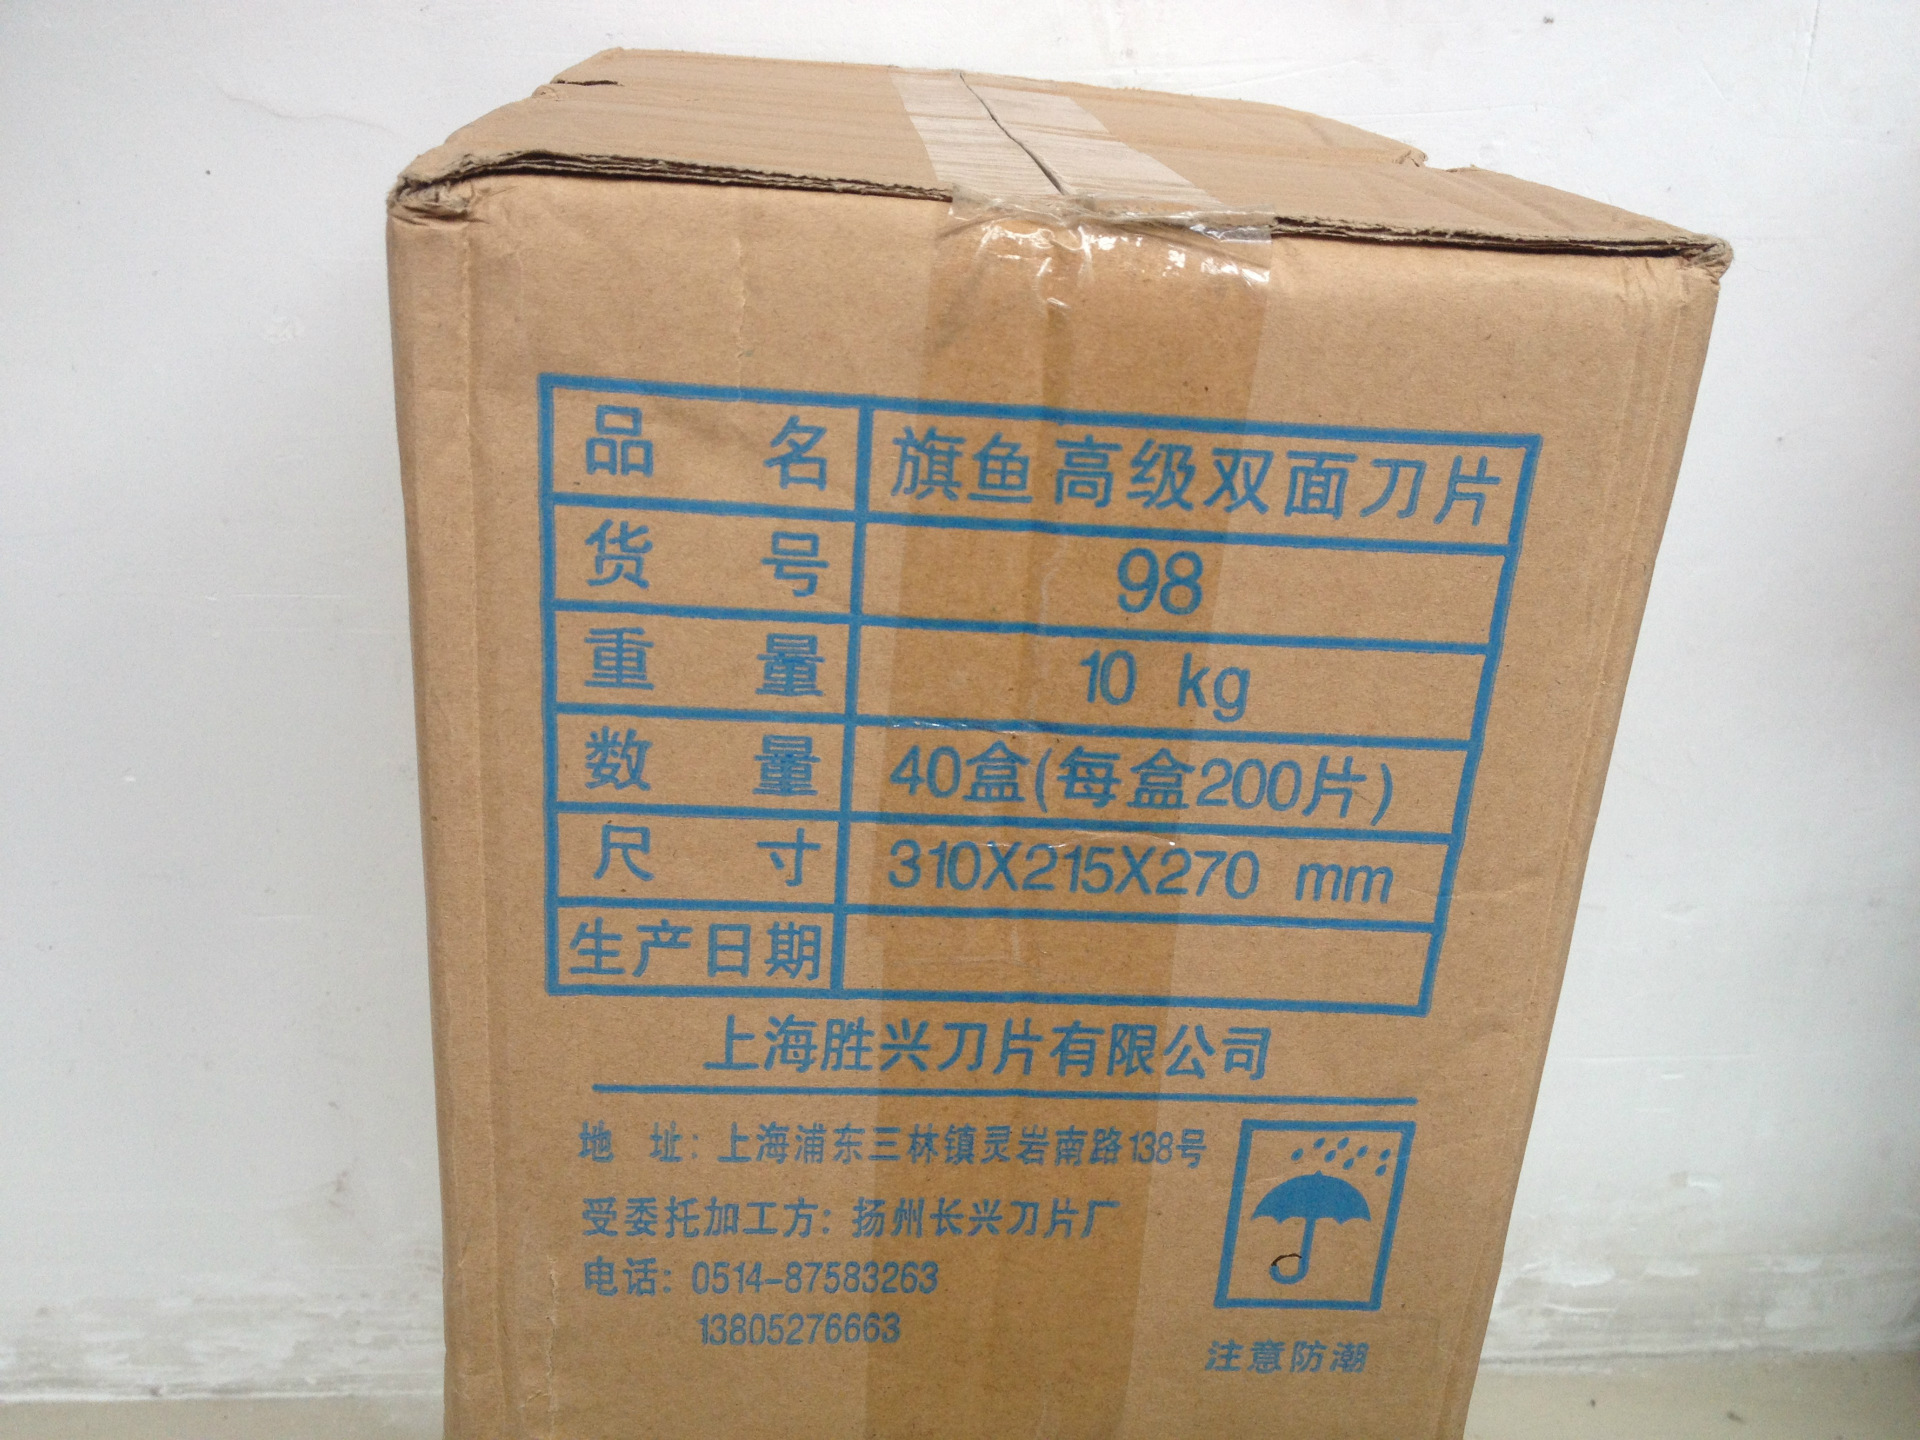 品名 旗鱼高级双面刀片
货号 98
重量 10 kg
数量 40盒(每盒200片)
尺寸 310X215X270 mm
生产日期
上海胜兴刀片有限公司
地 址: 上海浦东三林镇灵岩南路138号
受委托加工方: 扬州长兴刀片厂
电话: 0514-87583263
13805276663
注意防潮